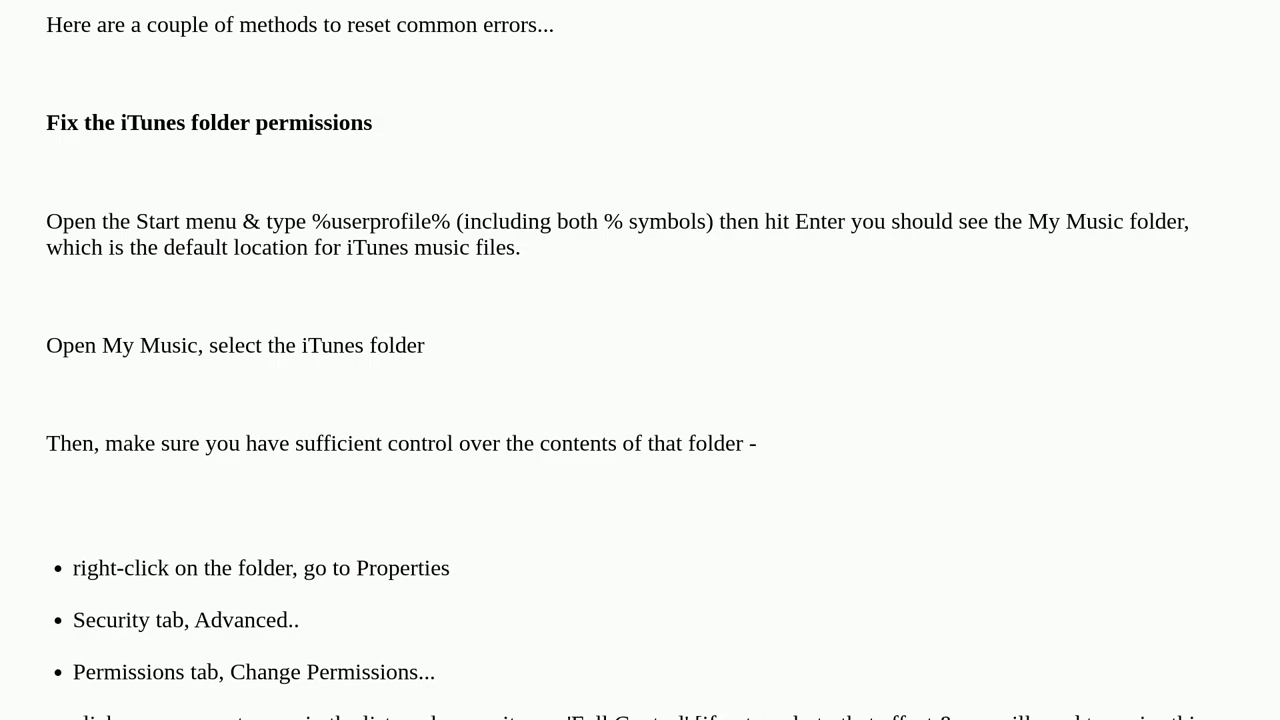 Here are a couple of methods to reset common errors...
Fix the iTunes folder permissions
Open the Start menu & type %userprofile% (including both % symbols) then hit Enter you should see the My Music folder,
which is the default location for iTunes music files.
Open My Music, select the iTunes folder
Then, make sure you have sufficient control over the contents of that folder -
• right-click on the folder, go to Properties
• Security tab, Advanced..
• Permissions tab, Change Permissions...